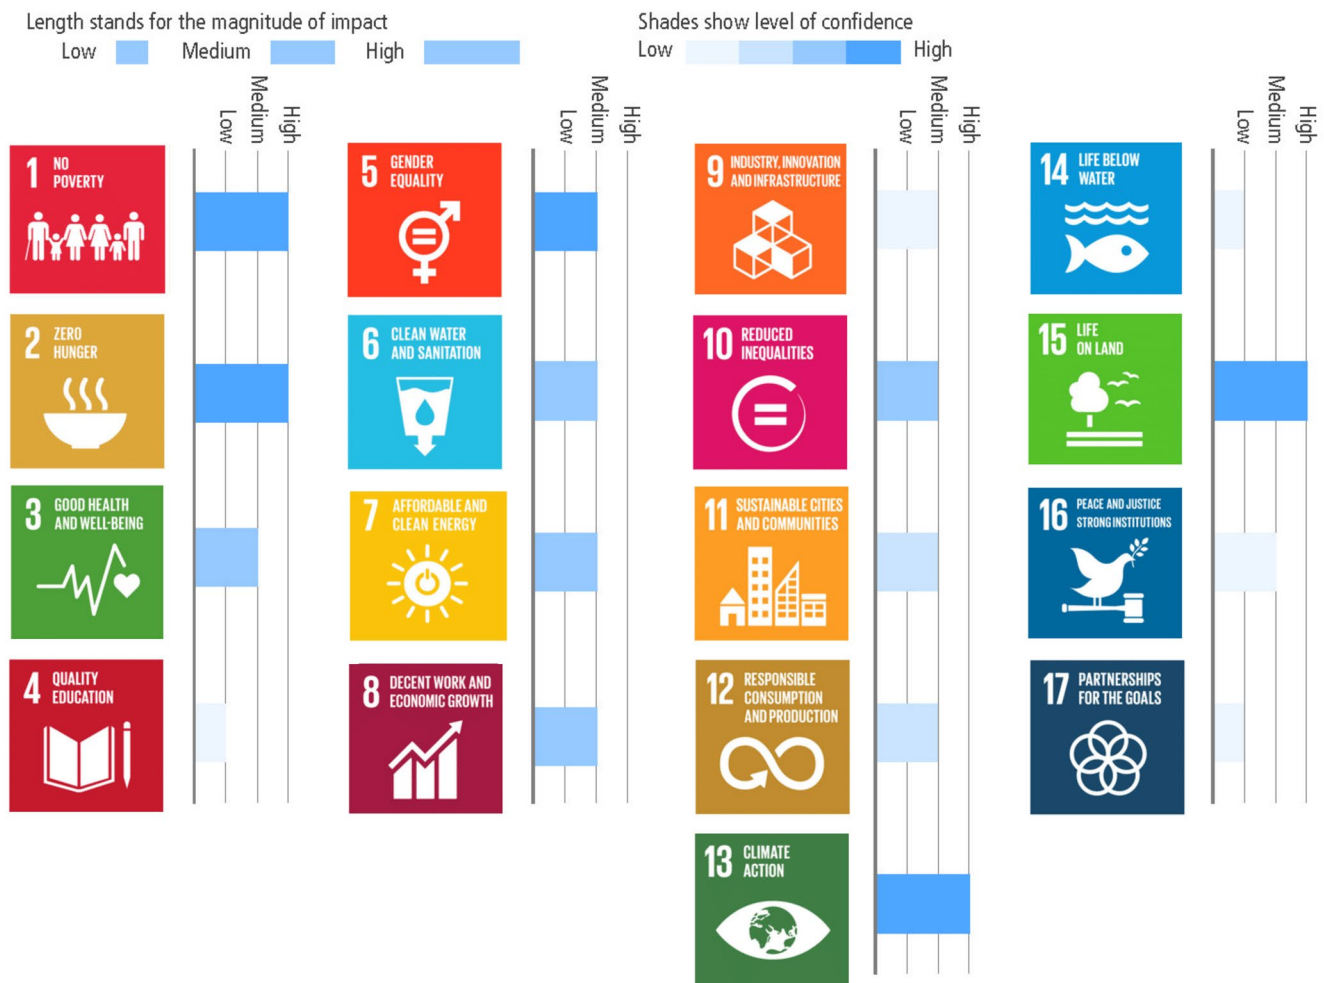 Length stands for the magnitude of impact
Low Medium High
Shades show level of confidence
Low High
Low Medium High
1 NO
POVERTY
2 ZERO
HUNGER
3 GOOD HEALTH
AND WELL-BEING
4 QUALITY
EDUCATION
Low Medium High
5 GENDER
EQUALITY
6 CLEAN WATER
AND SANITATION
7 AFFORDABLE AND
CLEAN ENERGY
8 DECENT WORK AND
ECONOMIC GROWTH
Low Medium High
9 INDUSTRY, INNOVATION
AND INFRASTRUCTURE
10 REDUCED
INEQUALITIES
11 SUSTAINABLE CITIES
AND COMMUNITIES
12 RESPONSIBLE
CONSUMPTION
AND PRODUCTION
13 CLIMATE
ACTION
Low Medium High
14 LIFE BELOW
WATER
15 LIFE
ON LAND
16 PEACE AND JUSTICE
STRONG INSTITUTIONS
17 PARTNERSHIPS
FOR THE GOALS